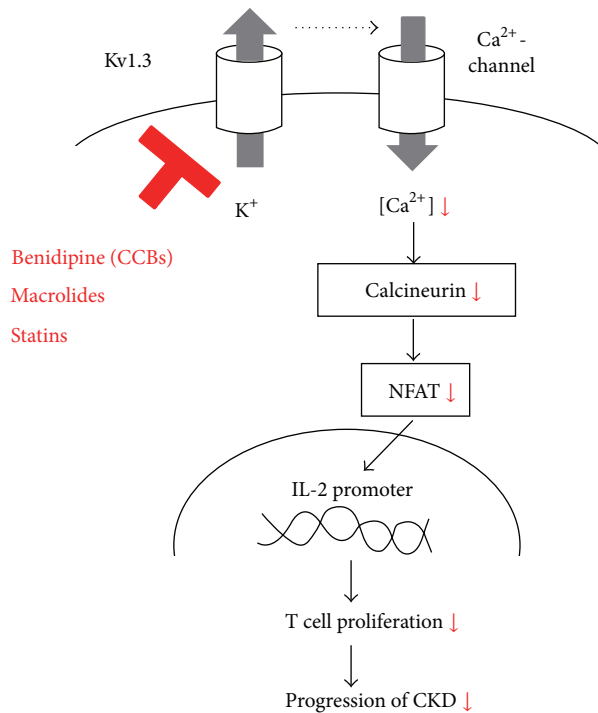 Kv1.3
Ca²⁺-
channel
K⁺
[Ca²⁺] ↓
Benidipine (CCBs)
Macrolides
Statins
Calcineurin ↓
NFAT ↓
IL-2 promoter
T cell proliferation ↓
Progression of CKD ↓